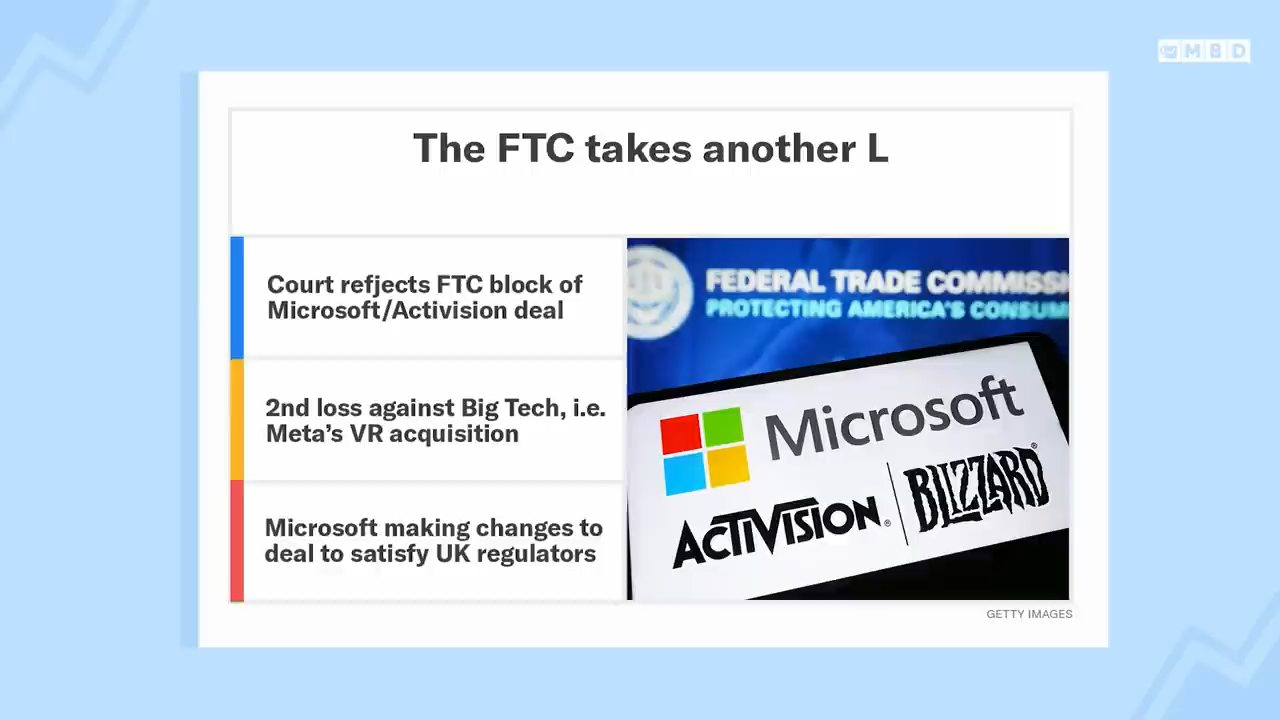 MBD
The FTC takes another L
Court refjects FTC block of
Microsoft/Activision deal
2nd loss against Big Tech, i.e.
Meta's VR acquisition
Microsoft making changes to
deal to satisfy UK regulators
FEDERAL TRADE COMMISSI
PROTECTING AMERICA'S CONSUM
Microsoft
ACTIVISION®
BLIZZARD®
GETTY IMAGES